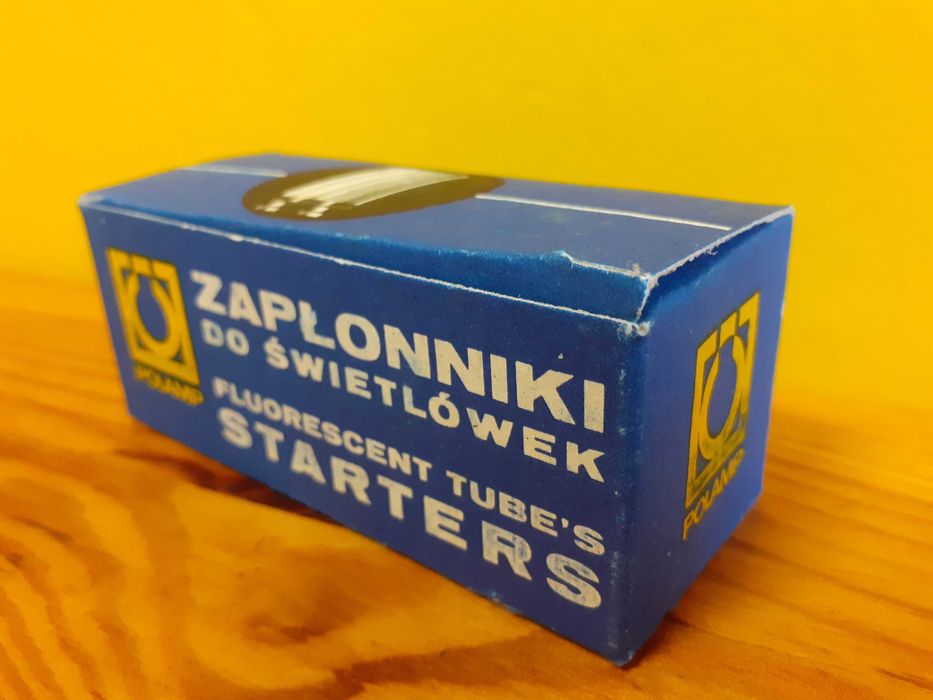 POLAMP
ZAPŁONNIKI
DO ŚWIETLÓWEK
FLUORESCENT TUBE'S
STARTERS
POLAMP